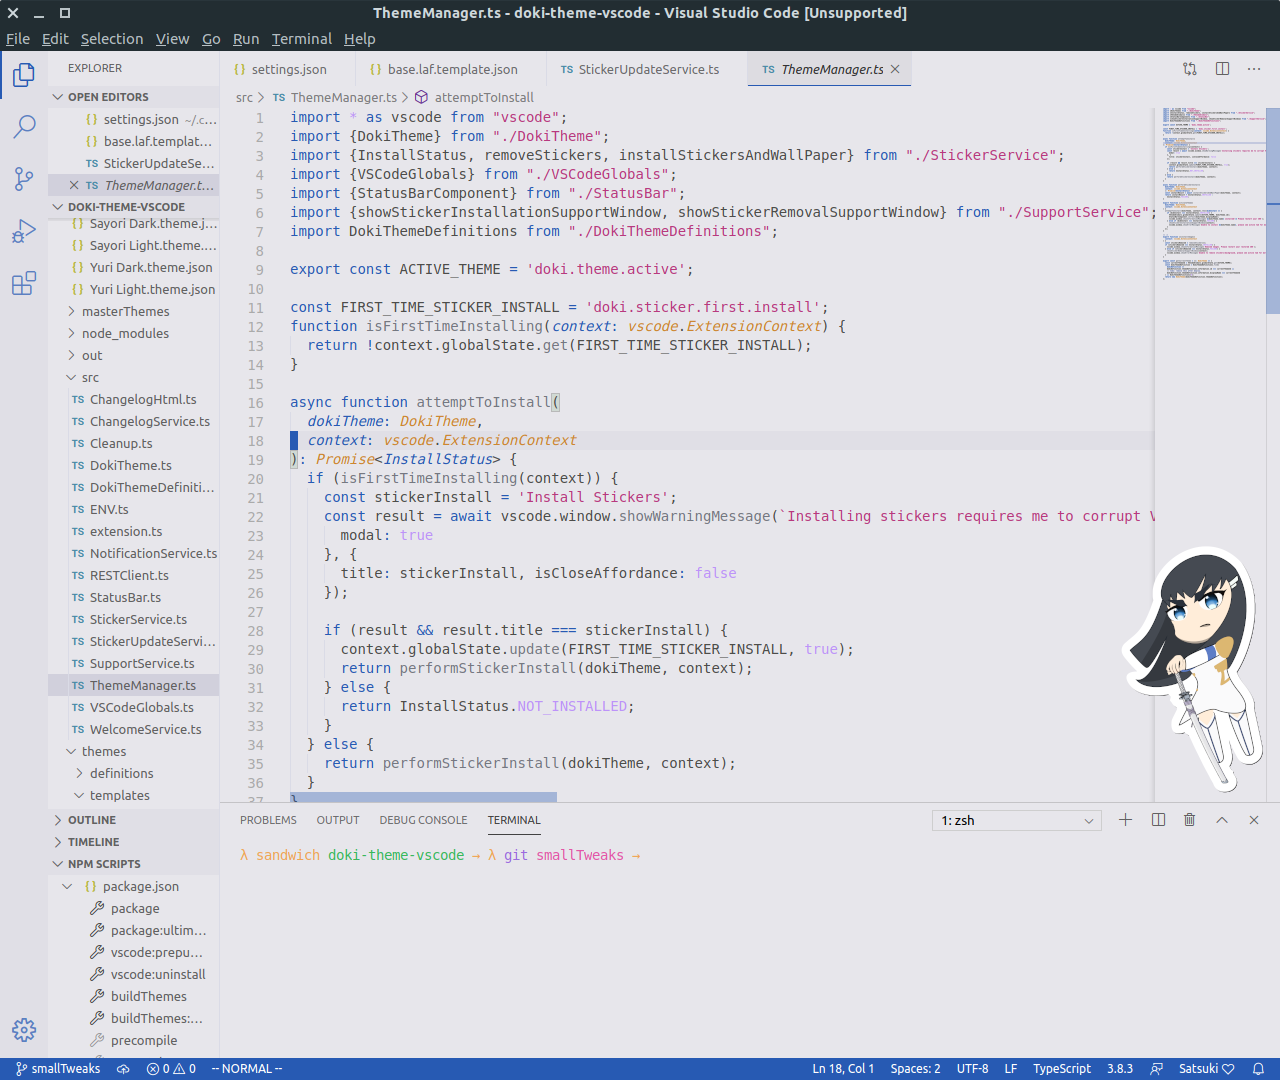 ThemeManager.ts - doki-theme-vscode - Visual Studio Code [Unsupported]
File Edit Selection View Go Run Terminal Help
EXPLORER
OPEN EDITORS
settings.json ~/.c...
base.laf.templat...
StickerUpdateSe...
ThemeManager.t...
DOKI-THEME-VSCODE
Sayori Dark.theme.j...
Sayori Light.theme....
Yuri Dark.theme.json
Yuri Light.theme.json
masterThemes
node_modules
out
src
TS ChangelogHtml.ts
TS ChangelogService.ts
TS Cleanup.ts
TS DokiTheme.ts
TS DokiThemeDefiniti...
TS ENV.ts
TS extension.ts
TS NotificationService.ts
TS RESTClient.ts
TS StatusBar.ts
TS StickerService.ts
TS StickerUpdateServi...
TS SupportService.ts
TS ThemeManager.ts
TS VSCodeGlobals.ts
TS WelcomeService.ts
themes
definitions
templates
OUTLINE
TIMELINE
NPM SCRIPTS
package.json
package
package:ultim...
vscode:prepu...
vscode:uninstall
buildThemes
buildThemes:...
precompile
settings.json base.laf.template.json TS StickerUpdateService.ts TS ThemeManager.ts
src > TS ThemeManager.ts > attemptToInstall
1 import * as vscode from "vscode";
2 import {DokiTheme} from "./DokiTheme";
3 import {InstallStatus, removeStickers, installStickersAndWallPaper} from "./StickerService";
4 import {VSCodeGlobals} from "./VSCodeGlobals";
5 import {StatusBarComponent} from "./StatusBar";
6 import {showStickerInstallationSupportWindow, showStickerRemovalSupportWindow} from "./SupportService";
7 import DokiThemeDefinitions from "./DokiThemeDefinitions";
8
9 export const ACTIVE_THEME = 'doki.theme.active';
10
11 const FIRST_TIME_STICKER_INSTALL = 'doki.sticker.first.install';
12 function isFirstTimeInstalling(context: vscode.ExtensionContext) {
13 return !context.globalState.get(FIRST_TIME_STICKER_INSTALL);
14 }
15
16 async function attemptToInstall(
17 dokiTheme: DokiTheme,
18 context: vscode.ExtensionContext
19 ): Promise<InstallStatus> {
20 if (isFirstTimeInstalling(context)) {
21 const stickerInstall = 'Install Stickers';
22 const result = await vscode.window.showWarningMessage(`Installing stickers requires me to corrupt V
23 modal: true
24 }, {
25 title: stickerInstall, isCloseAffordance: false
26 });
27
28 if (result && result.title === stickerInstall) {
29 context.globalState.update(FIRST_TIME_STICKER_INSTALL, true);
30 return performStickerInstall(dokiTheme, context);
31 } else {
32 return InstallStatus.NOT_INSTALLED;
33 }
34 } else {
35 return performStickerInstall(dokiTheme, context);
36 }
37 }
PROBLEMS OUTPUT DEBUG CONSOLE TERMINAL
1: zsh
λ sandwich doki-theme-vscode → λ git smallTweaks →
smallTweaks 0 0 -- NORMAL -- Ln 18, Col 1 Spaces: 2 UTF-8 LF TypeScript 3.8.3 Satsuki ♡